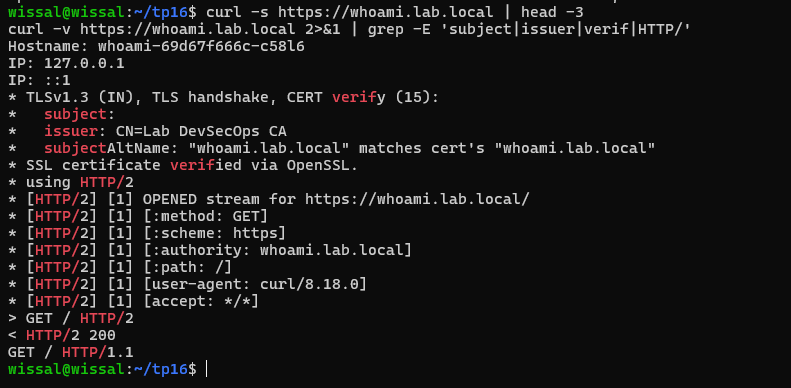 wissal@wissal:~/tp16$ curl -s https://whoami.lab.local | head -3
curl -v https://whoami.lab.local 2>&1 | grep -E 'subject|issuer|verif|HTTP/'
Hostname: whoami-69d67f666c-c58l6
IP: 127.0.0.1
IP: ::1
* TLSv1.3 (IN), TLS handshake, CERT verify (15):
*   subject:
*   issuer: CN=Lab DevSecOps CA
*   subjectAltName: "whoami.lab.local" matches cert's "whoami.lab.local"
* SSL certificate verified via OpenSSL.
* using HTTP/2
* [HTTP/2] [1] OPENED stream for https://whoami.lab.local/
* [HTTP/2] [1] [:method: GET]
* [HTTP/2] [1] [:scheme: https]
* [HTTP/2] [1] [:authority: whoami.lab.local]
* [HTTP/2] [1] [:path: /]
* [HTTP/2] [1] [user-agent: curl/8.18.0]
* [HTTP/2] [1] [accept: */*]
> GET / HTTP/2
< HTTP/2 200
GET / HTTP/1.1
wissal@wissal:~/tp16$